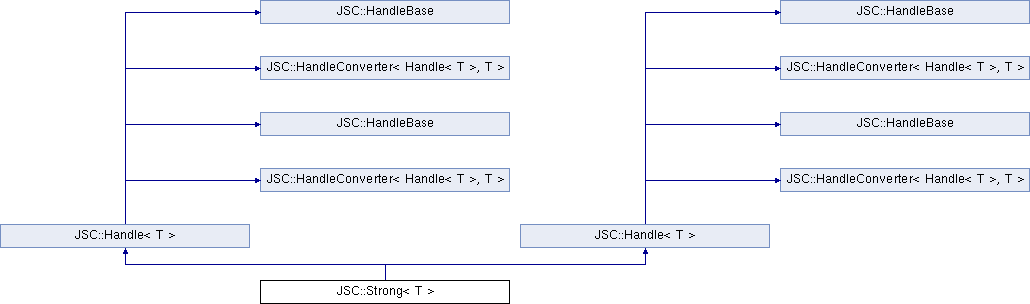 JSC::HandleBase
JSC::HandleBase
JSC::HandleConverter< Handle< T >, T >
JSC::HandleConverter< Handle< T >, T >
JSC::HandleBase
JSC::HandleBase
JSC::HandleConverter< Handle< T >, T >
JSC::HandleConverter< Handle< T >, T >
JSC::Handle< T >
JSC::Handle< T >
JSC::Strong< T >